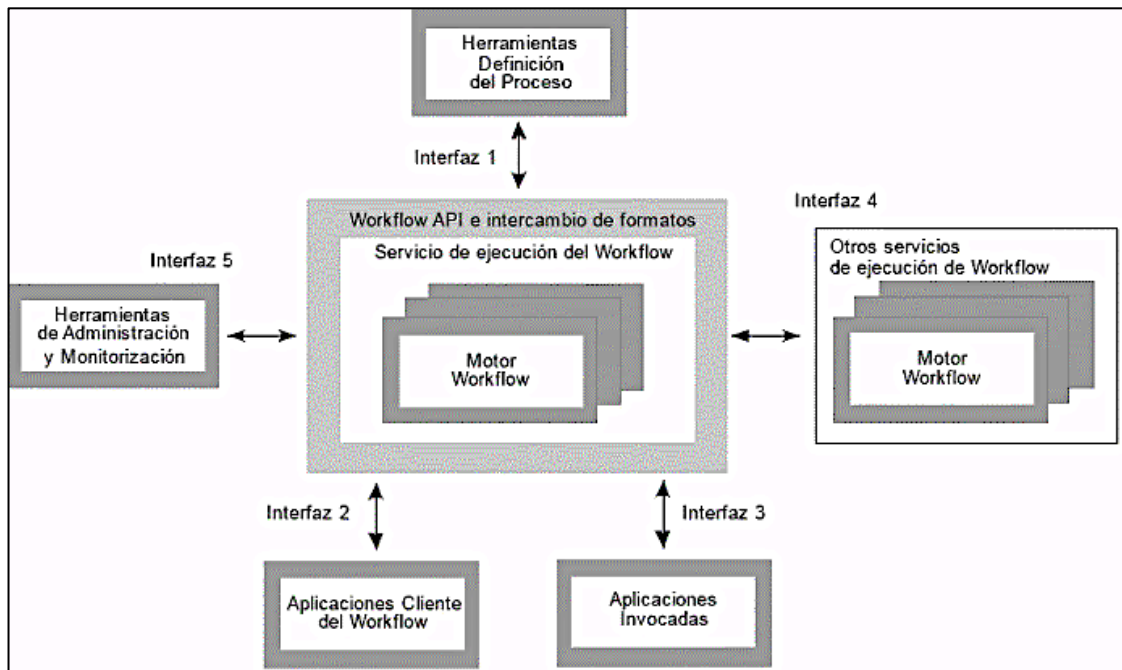 Herramientas
Definición
del Proceso
Interfaz 1
Workflow API e intercambio de formatos
Servicio de ejecución del Workflow
Motor
Workflow
Interfaz 4
Otros servicios
de ejecución de Workflow
Motor
Workflow
Interfaz 5
Herramientas
de Administración
y Monitorización
Interfaz 2
Interfaz 3
Aplicaciones Cliente
del Workflow
Aplicaciones
Invocadas